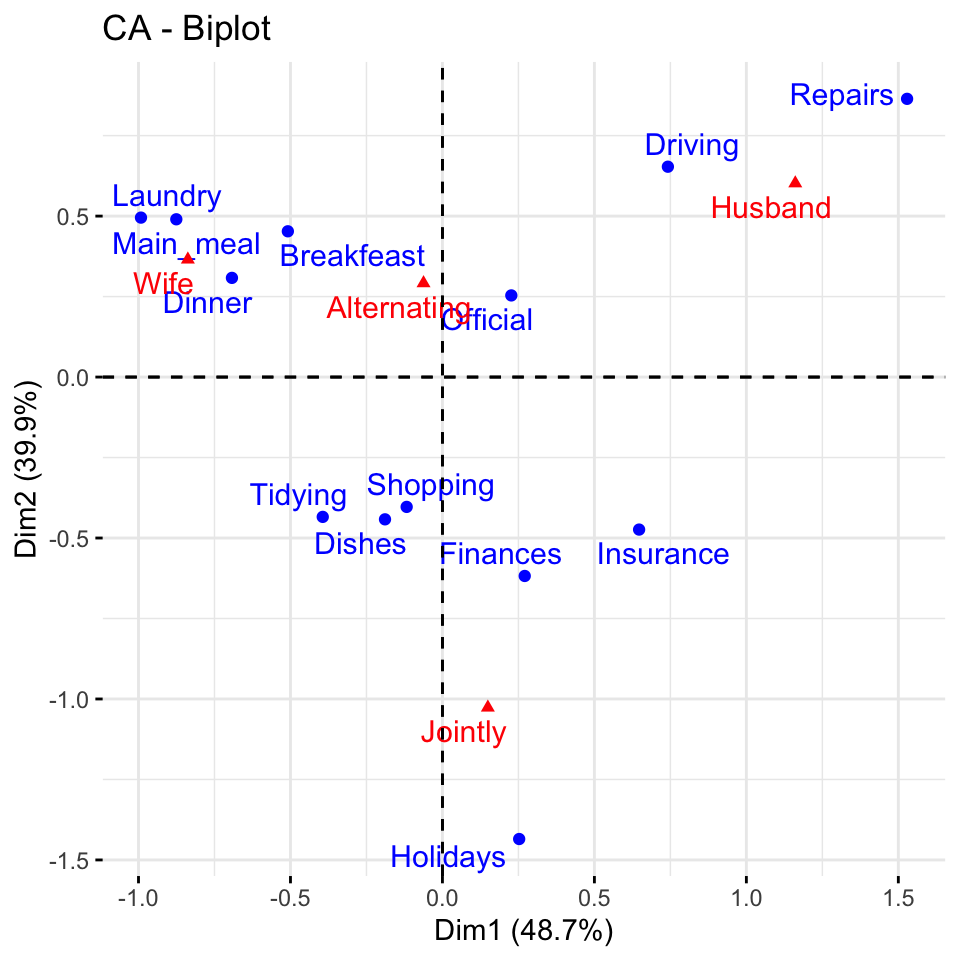 CA - Biplot
Repairs
Driving
Laundry
Husband
Main_meal
Breakfeast
Wife
Dinner
Alternating
Official
Tidying
Shopping
Dishes
Finances
Insurance
Jointly
Holidays
0.5
0.0
-0.5
-1.0
-1.5
Dim2 (39.9%)
-1.0
-0.5
0.0
0.5
1.0
1.5
Dim1 (48.7%)